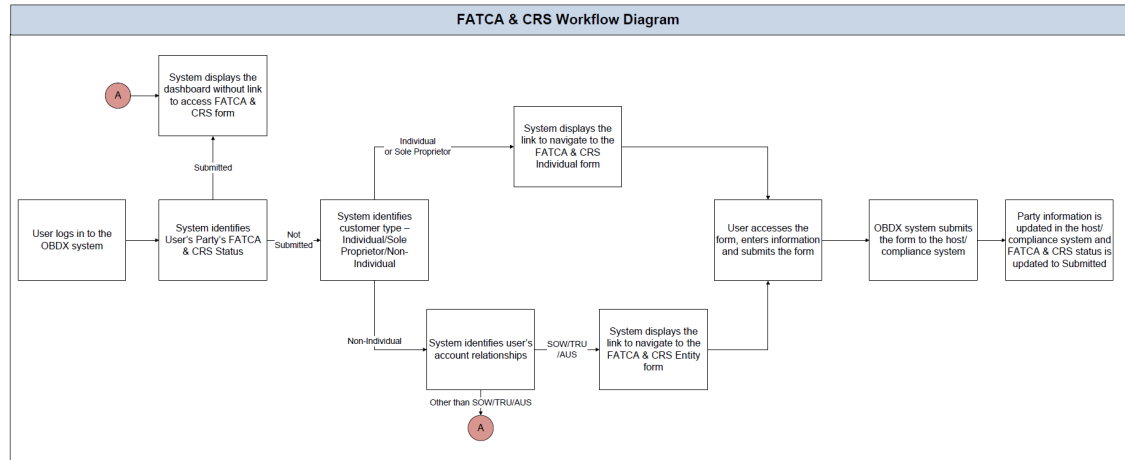 FATCA & CRS Workflow Diagram
A
System displays the
dashboard without link
to access FATCA &
CRS form
Submitted
User logs in to the
OBDX system
System identifies
User's Party's FATCA
& CRS Status
Not
Submitted
System identifies
customer type –
Individual/Sole
Proprietor/Non-
Individual
Individual
or Sole Proprietor
System displays the
link to navigate to the
FATCA & CRS
Individual form
Non-Individual
System identifies user's
account relationships
SOW/TRU
/AUS
System displays the
link to navigate to the
FATCA & CRS Entity
form
Other than SOW/TRU/AUS
A
User accesses the
form, enters information
and submits the form
OBDX system submits
the form to the host/
compliance system
Party information is
updated in the host/
compliance system and
FATCA & CRS status is
updated to Submitted